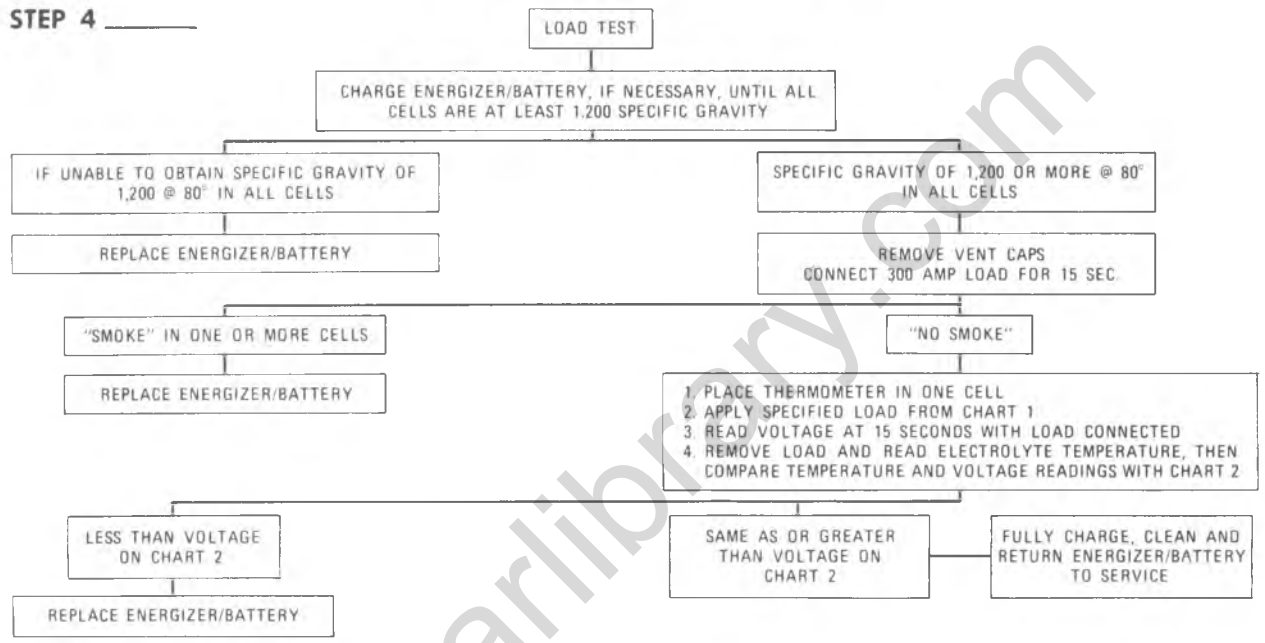 STEP 4
LOAD TEST
CHARGE ENERGIZER/BATTERY, IF NECESSARY, UNTIL ALL
CELLS ARE AT LEAST 1.200 SPECIFIC GRAVITY
IF UNABLE TO OBTAIN SPECIFIC GRAVITY OF
1,200 @ 80° IN ALL CELLS
REPLACE ENERGIZER/BATTERY
SPECIFIC GRAVITY OF 1,200 OR MORE @ 80°
IN ALL CELLS
REMOVE VENT CAPS
CONNECT 300 AMP LOAD FOR 15 SEC.
"SMOKE" IN ONE OR MORE CELLS
REPLACE ENERGIZER/BATTERY
"NO SMOKE"
1. PLACE THERMOMETER IN ONE CELL
2. APPLY SPECIFIED LOAD FROM CHART 1
3. READ VOLTAGE AT 15 SECONDS WITH LOAD CONNECTED
4. REMOVE LOAD AND READ ELECTROLYTE TEMPERATURE, THEN
COMPARE TEMPERATURE AND VOLTAGE READINGS WITH CHART 2
LESS THAN VOLTAGE
ON CHART 2
REPLACE ENERGIZER/BATTERY
SAME AS OR GREATER
THAN VOLTAGE ON
CHART 2
FULLY CHARGE, CLEAN AND
RETURN ENERGIZER/BATTERY
TO SERVICE
arlibrary.com